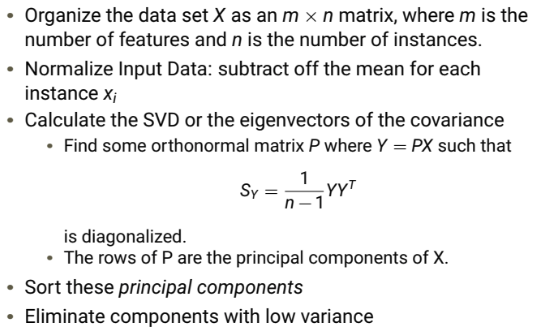 • Organize the data set X as an m × n matrix, where m is the
number of features and n is the number of instances.
• Normalize Input Data: subtract off the mean for each
instance xᵢ
• Calculate the SVD or the eigenvectors of the covariance
• Find some orthonormal matrix P where Y = PX such that
S_Y = \frac{1}{n − 1} YY^T
is diagonalized.
• The rows of P are the principal components of X.
• Sort these principal components
• Eliminate components with low variance